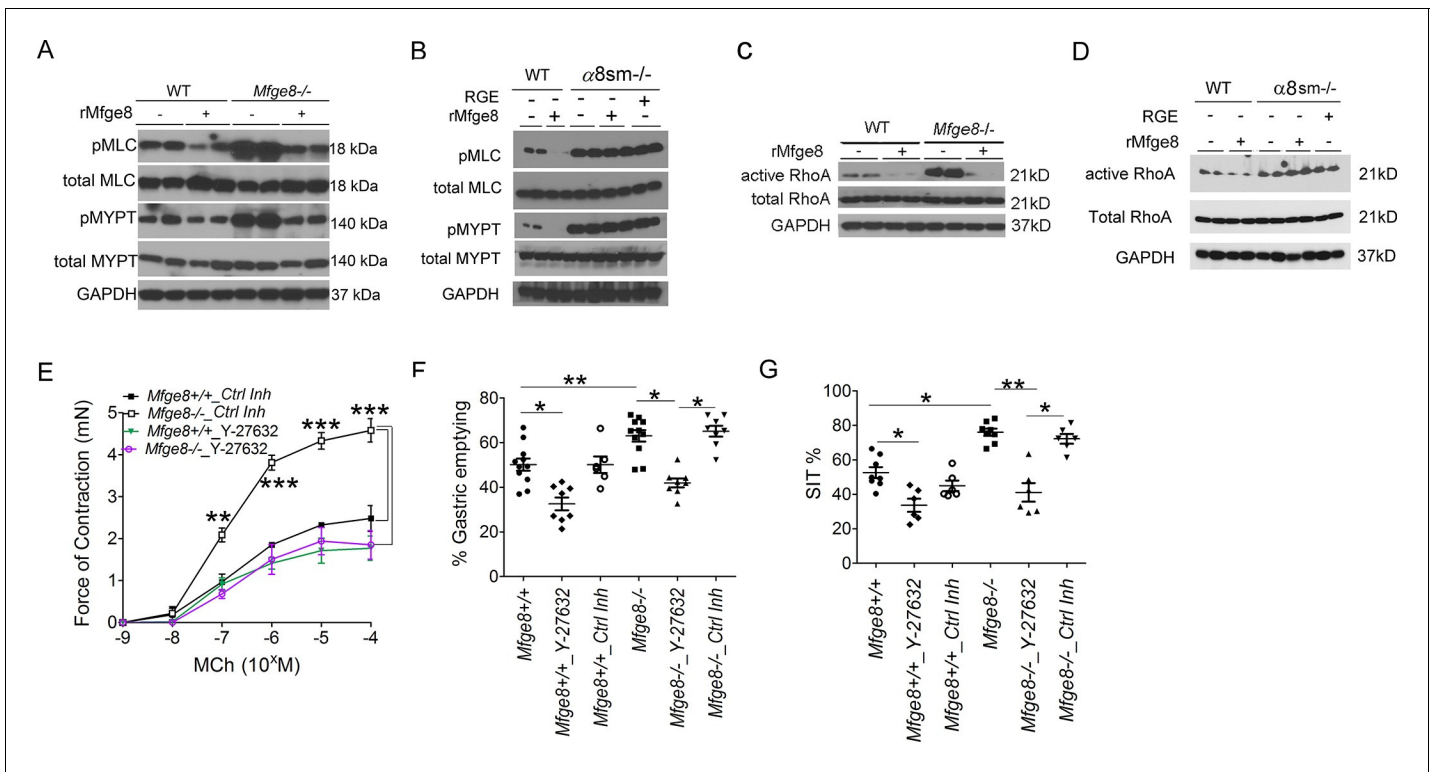 A
WT Mfge8-/-
rMfge8 - + - +
pMLC 18 kDa
total MLC 18 kDa
pMYPT 140 kDa
total MYPT 140 kDa
GAPDH 37 kDa
B
WT α8sm-/-
RGE - - - - +
rMfge8 - + - + -
pMLC
total MLC
pMYPT
total MYPT
GAPDH
C
WT Mfge8-/-
rMfge8 - + - +
active RhoA 21kD
total RhoA 21kD
GAPDH 37kD
D
WT α8sm-/-
RGE - - - - +
rMfge8 - + - + -
active RhoA 21kD
Total RhoA 21kD
GAPDH 37kD
E
Mfge8+/+_Ctrl Inh
Mfge8-/-_Ctrl Inh
Mfge8+/+_Y-27632
Mfge8-/-_Y-27632
Force of Contraction (mN)
5
4
3
2
1
0
** *** *** ***
-9 -8 -7 -6 -5 -4
MCh (10ˣM)
F
% Gastric emptying
80
60
40
20
0
* ** * *
Mfge8+/+
Mfge8+/+_Y-27632
Mfge8+/+_Ctrl Inh
Mfge8-/-
Mfge8-/-_Y-27632
Mfge8-/-_Ctrl Inh
G
SIT %
100
80
60
40
20
0
* * ** *
Mfge8+/+
Mfge8+/+_Y-27632
Mfge8+/+_Ctrl Inh
Mfge8-/-
Mfge8-/-_Y-27632
Mfge8-/-_Ctrl Inh